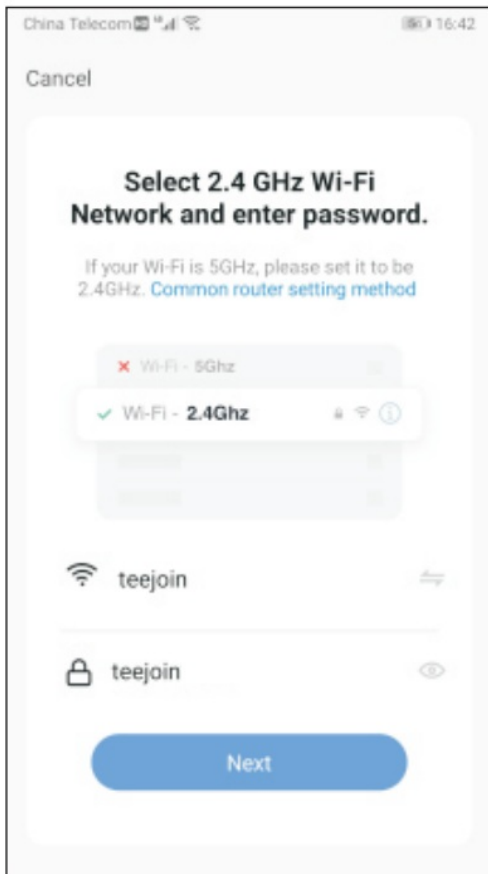 China Telecom 16:42
Cancel
Select 2.4 GHz Wi-Fi
Network and enter password.
If your Wi-Fi is 5GHz, please set it to be
2.4GHz. Common router setting method
Wi-Fi - 5Ghz
Wi-Fi - 2.4Ghz
teejoin
teejoin
Next